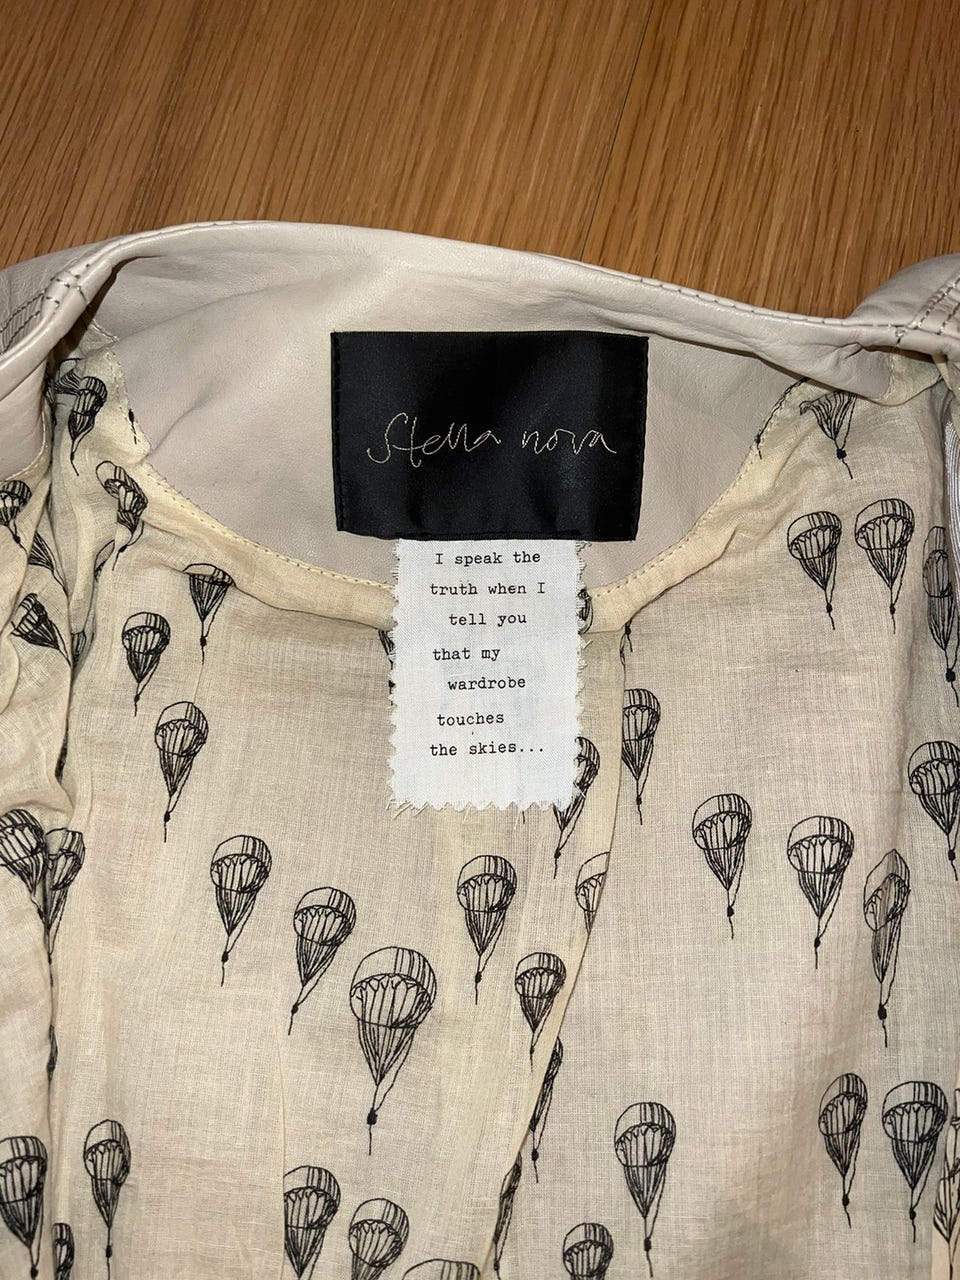 Stella nova
I speak the
truth when I
tell you
that my
wardrobe
touches
the skies...